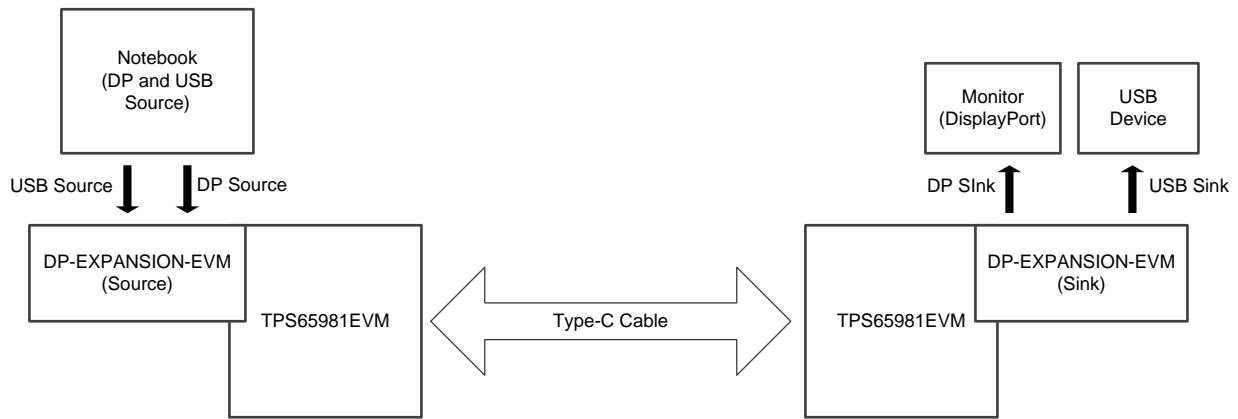 Notebook
(DP and USB
Source)
Monitor
(DisplayPort)
USB
Device
USB Source
DP Source
DP SInk
USB Sink
DP-EXPANSION-EVM
(Source)
DP-EXPANSION-EVM
(Sink)
TPS65981EVM
Type-C Cable
TPS65981EVM